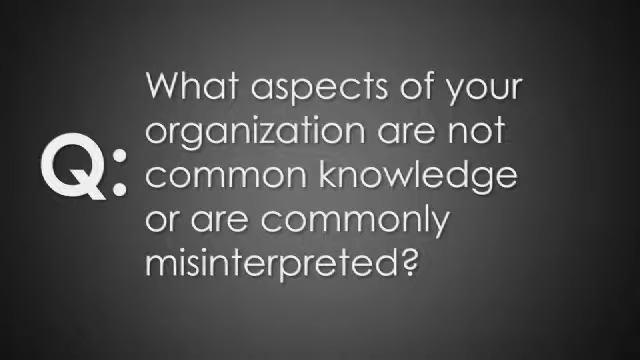 Q:
What aspects of your
organization are not
common knowledge
or are commonly
misinterpreted?